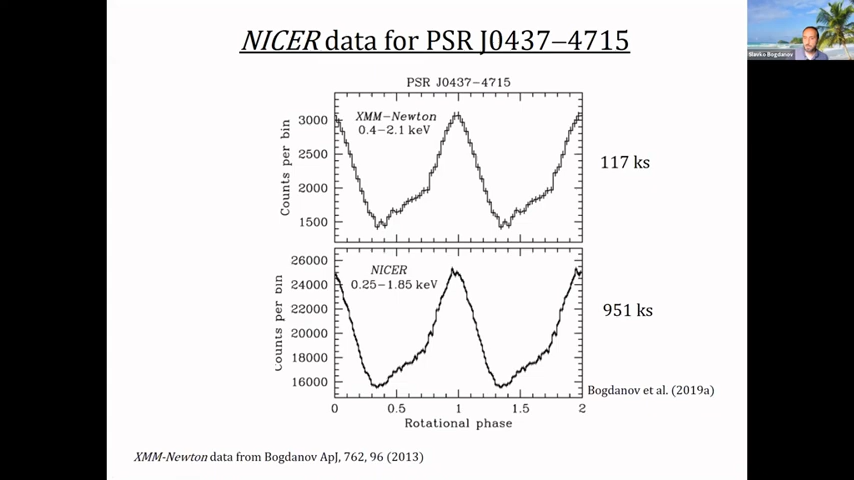 NICER data for PSR J0437–4715
Slavko Bogdanov
PSR J0437–4715
XMM–Newton
0.4–2.1 keV
Counts per bin
3000
2500
2000
1500
117 ks
NICER
0.25–1.85 keV
Counts per bin
26000
24000
22000
20000
18000
16000
951 ks
Bogdanov et al. (2019a)
0 0.5 1 1.5 2
Rotational phase
XMM-Newton data from Bogdanov ApJ, 762, 96 (2013)